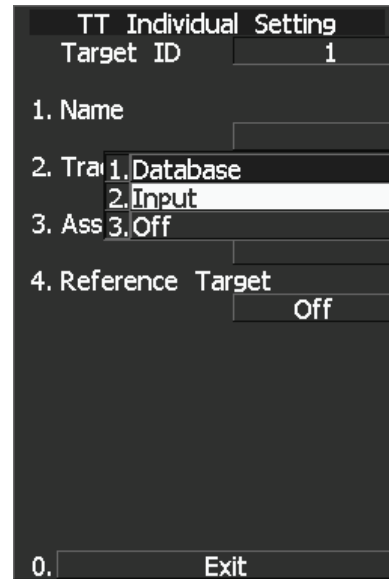 TT Individual Setting
Target ID 1
1. Name
2. Tra
1. Database
2. Input
3. Ass
3. Off
4. Reference Target
Off
0. Exit